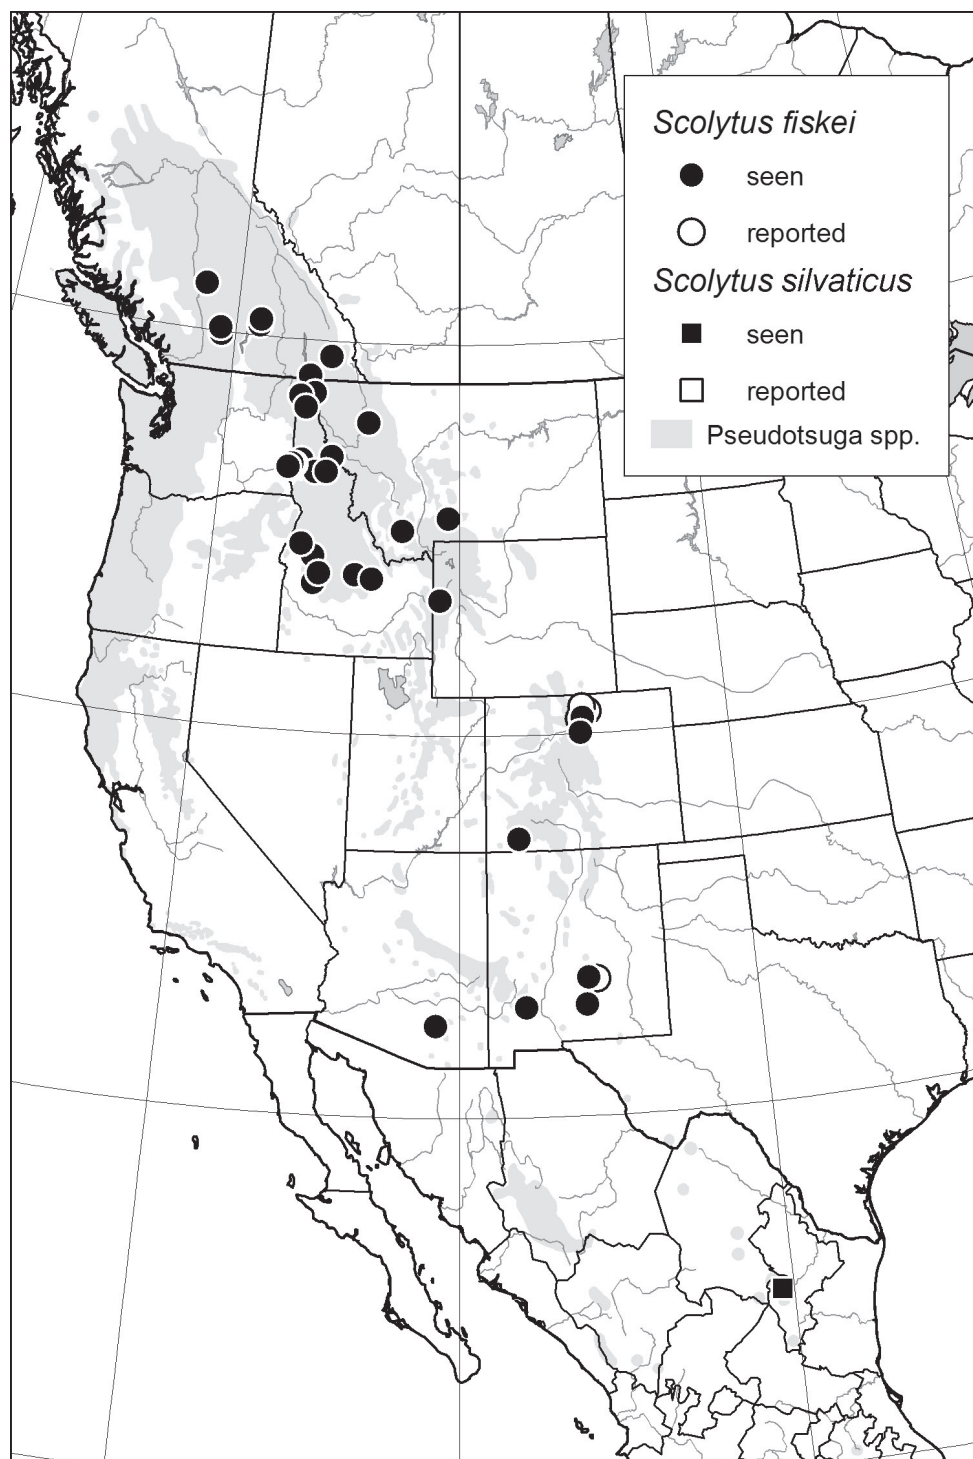 Scolytus fiskei
seen
reported
Scolytus silvaticus
seen
reported
Pseudotsuga spp.